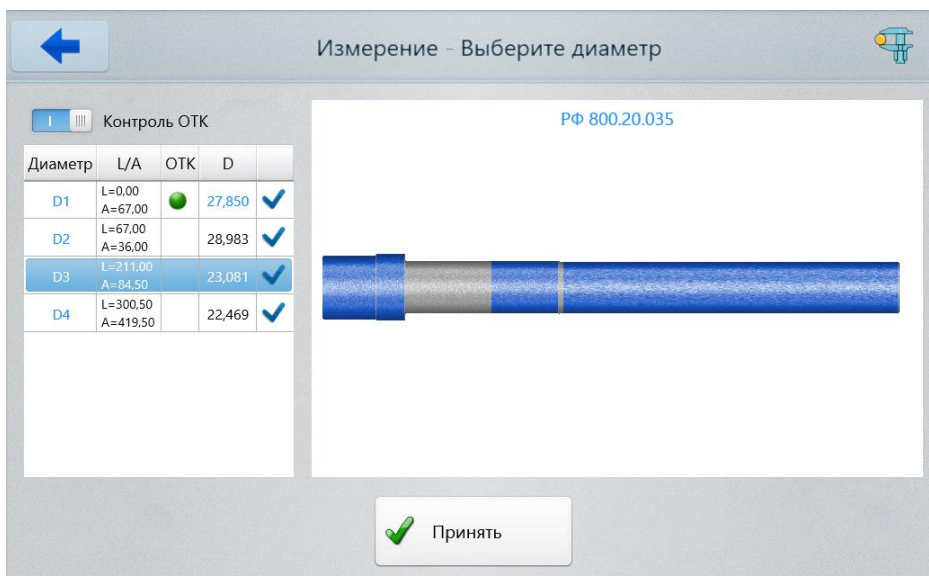 Измерение - Выберите диаметр
Контроль ОТК
РФ 800.20.035
Диаметр L/A ОТК D
D1 L=0,00 27,850
A=67,00
D2 L=67,00 28,983
A=36,00
D3 L=211,00 23,081
A=84,50
D4 L=300,50 22,469
A=419,50
Принять